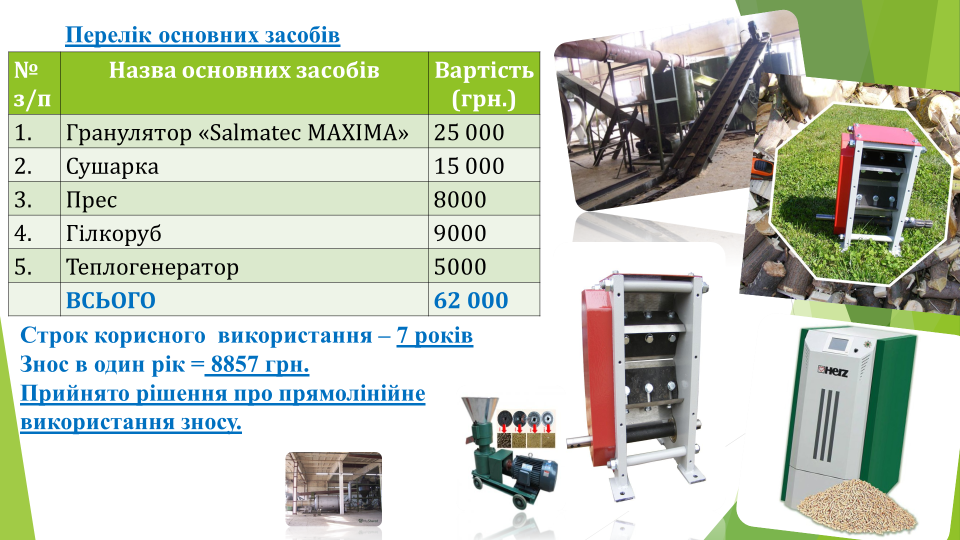 Перелік основних засобів
№ з/п Назва основних засобів Вартість (грн.)
1. Гранулятор «Salmatec MAXIMA» 25 000
2. Сушарка 15 000
3. Прес 8000
4. Гілкоруб 9000
5. Теплогенератор 5000
ВСЬОГО 62 000
Строк корисного використання – 7 років
Знос в один рік = 8857 грн.
Прийнято рішення про прямолінійне
використання зносу.
HERZ